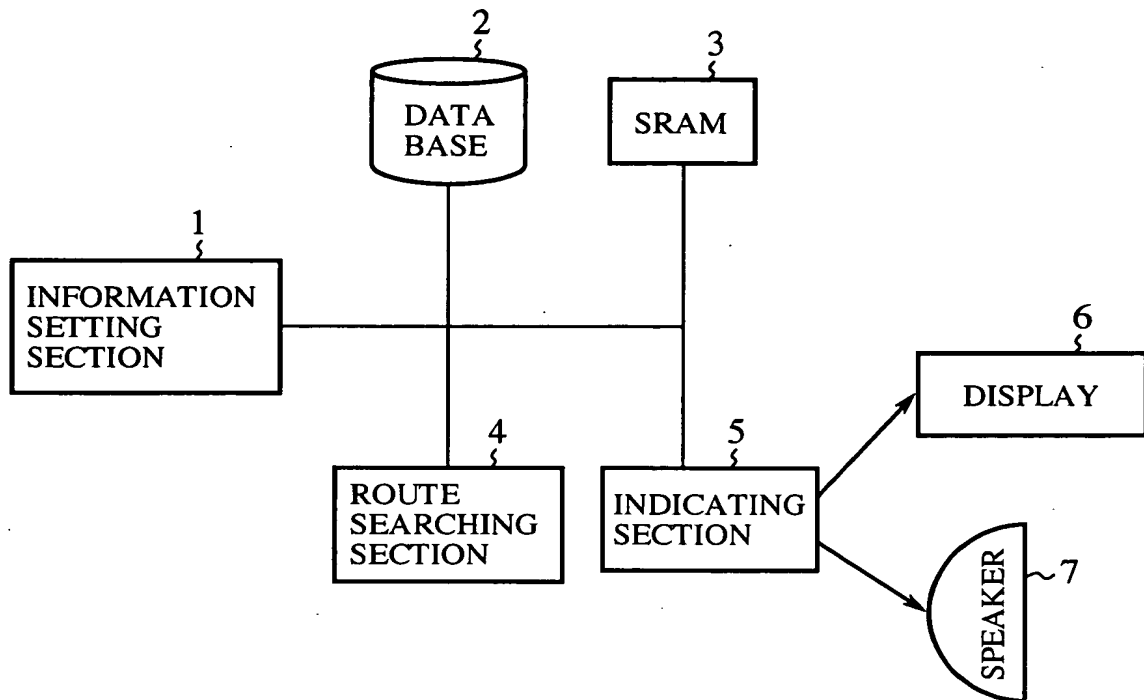 2
DATA
BASE
3
SRAM
1
INFORMATION
SETTING
SECTION
6
DISPLAY
4
ROUTE
SEARCHING
SECTION
5
INDICATING
SECTION
7
SPEAKER